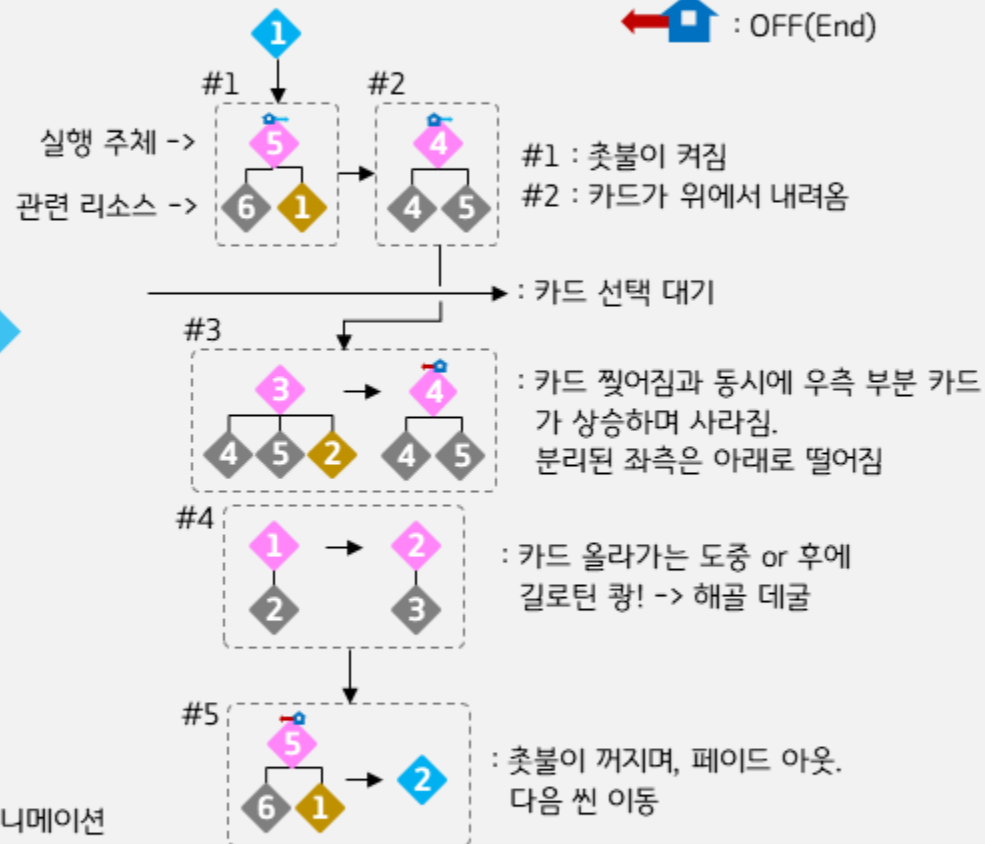 : OFF(End)
1
#1
#2
실행 주체 ->
5
4
#1 : 촛불이 켜짐
관련 리소스 ->
6 1
4 5
#2 : 카드가 위에서 내려옴
: 카드 선택 대기
#3
3
4
: 카드 찢어짐과 동시에 우측 부분 카드
가 상승하며 사라짐.
4 5 2
4 5
분리된 좌측은 아래로 떨어짐
#4
1
2
: 카드 올라가는 도중 or 후에
2
3
길로틴 쾅! -> 해골 데굴
#5
5
2
: 촛불이 꺼지며, 페이드 아웃.
6 1
다음 씬 이동
니메이션